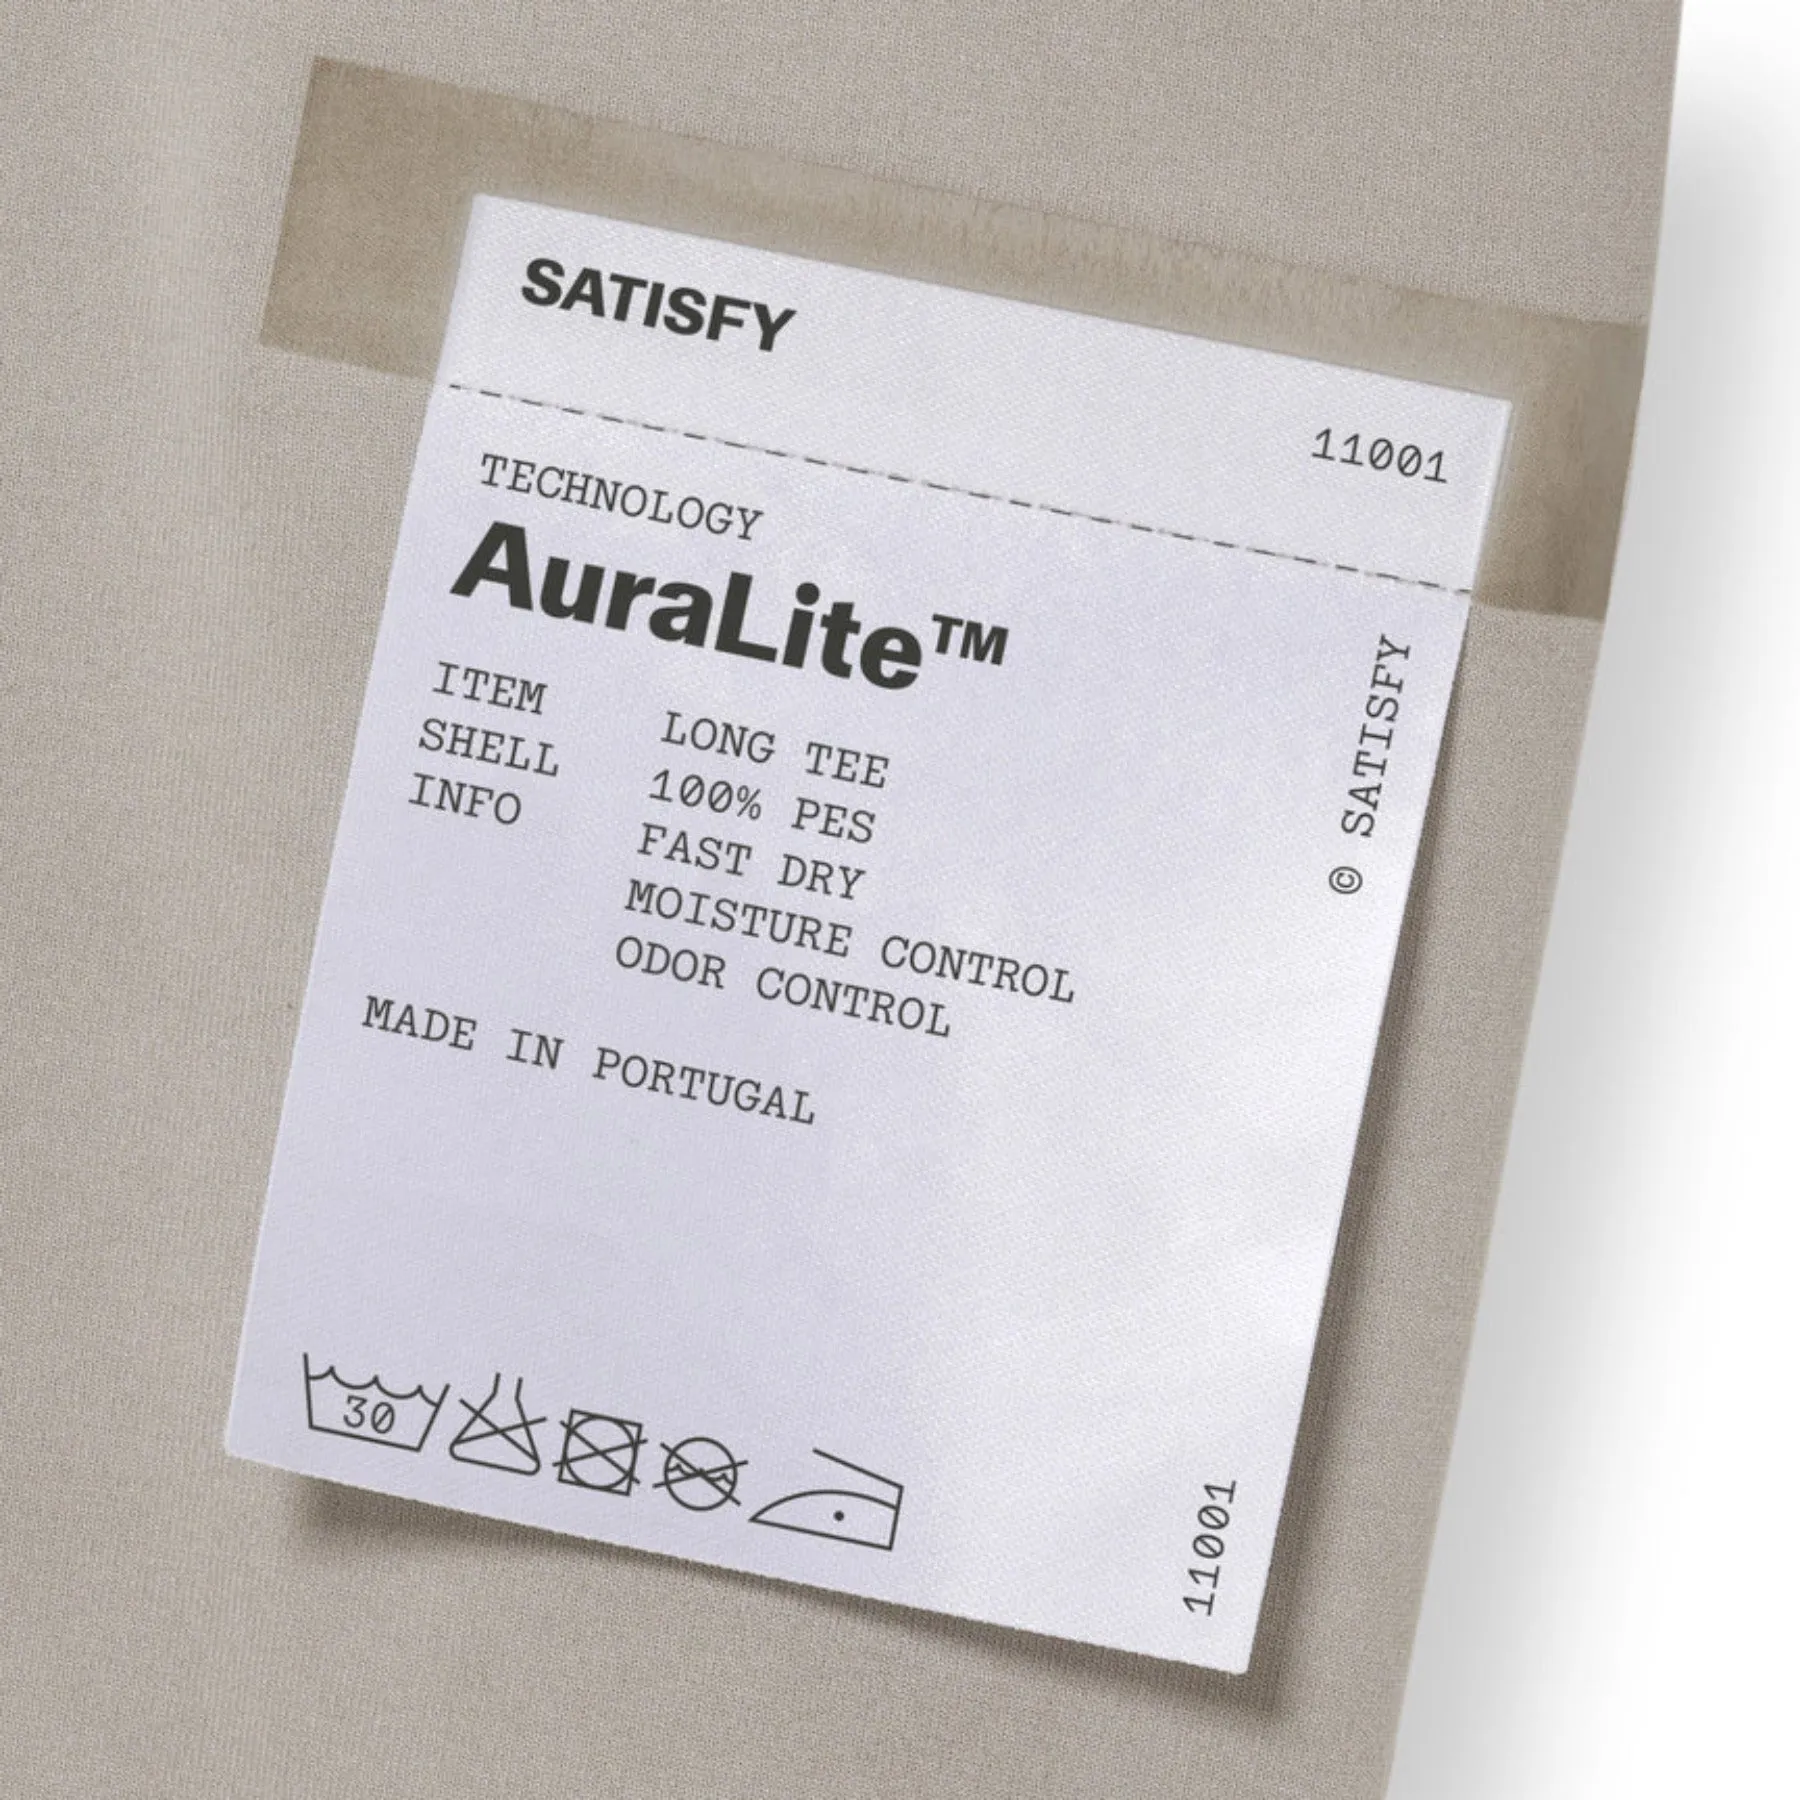 SATISFY
11001
TECHNOLOGY
AuraLite™
ITEM LONG TEE
SHELL 100% PES
INFO FAST DRY
MOISTURE CONTROL
ODOR CONTROL
MADE IN PORTUGAL
© SATISFY
30
11001